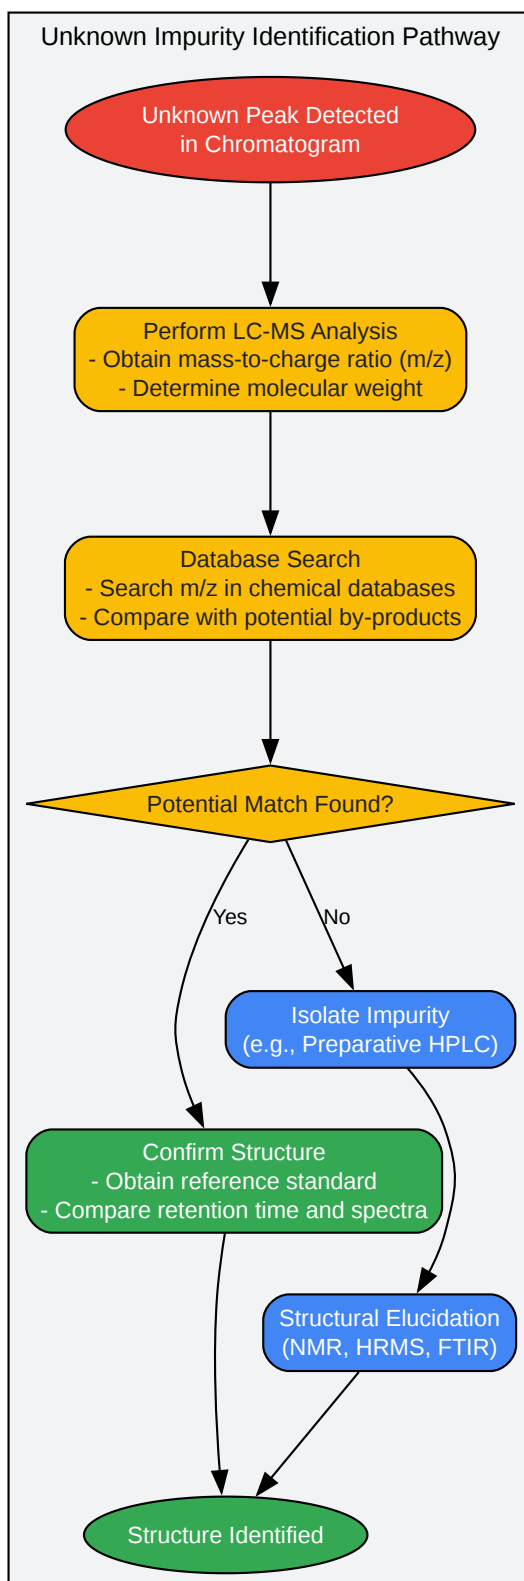 Unknown Impurity Identification Pathway
Unknown Peak Detected
in Chromatogram
Perform LC-MS Analysis
- Obtain mass-to-charge ratio (m/z)
- Determine molecular weight
Database Search
- Search m/z in chemical databases
- Compare with potential by-products
Potential Match Found?
Yes
No
Isolate Impurity
(e.g., Preparative HPLC)
Confirm Structure
- Obtain reference standard
- Compare retention time and spectra
Structural Elucidation
(NMR, HRMS, FTIR)
Structure Identified